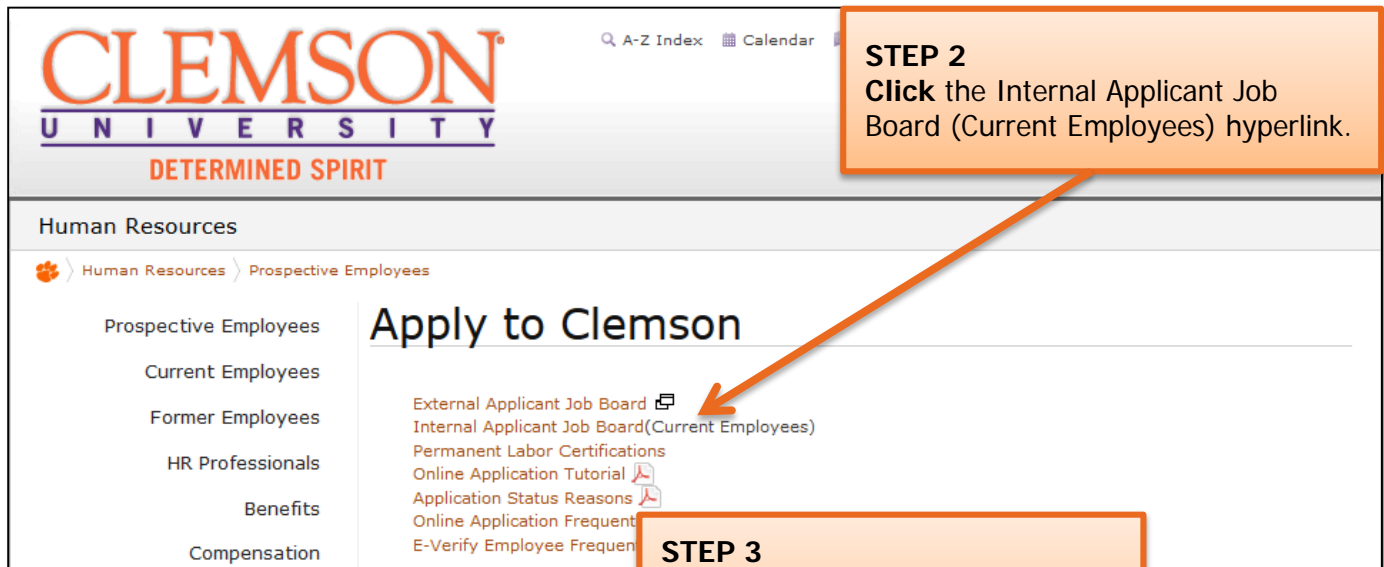 CLEMSON
UNIVERSITY
DETERMINED SPIRIT
A-Z Index Calendar
STEP 2
Click the Internal Applicant Job
Board (Current Employees) hyperlink.
Human Resources
Human Resources Prospective Employees
Prospective Employees
Current Employees
Former Employees
HR Professionals
Benefits
Compensation
Apply to Clemson
External Applicant Job Board
Internal Applicant Job Board(Current Employees)
Permanent Labor Certifications
Online Application Tutorial
Application Status Reasons
Online Application Frequent
E-Verify Employee Frequen
STEP 3